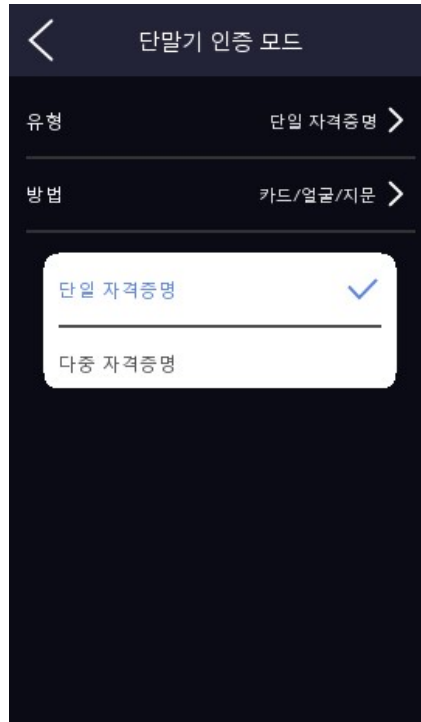 단말기 인증 모드
유형 단일 자격증명
방법 카드/얼굴/지문
단일 자격증명
다중 자격증명